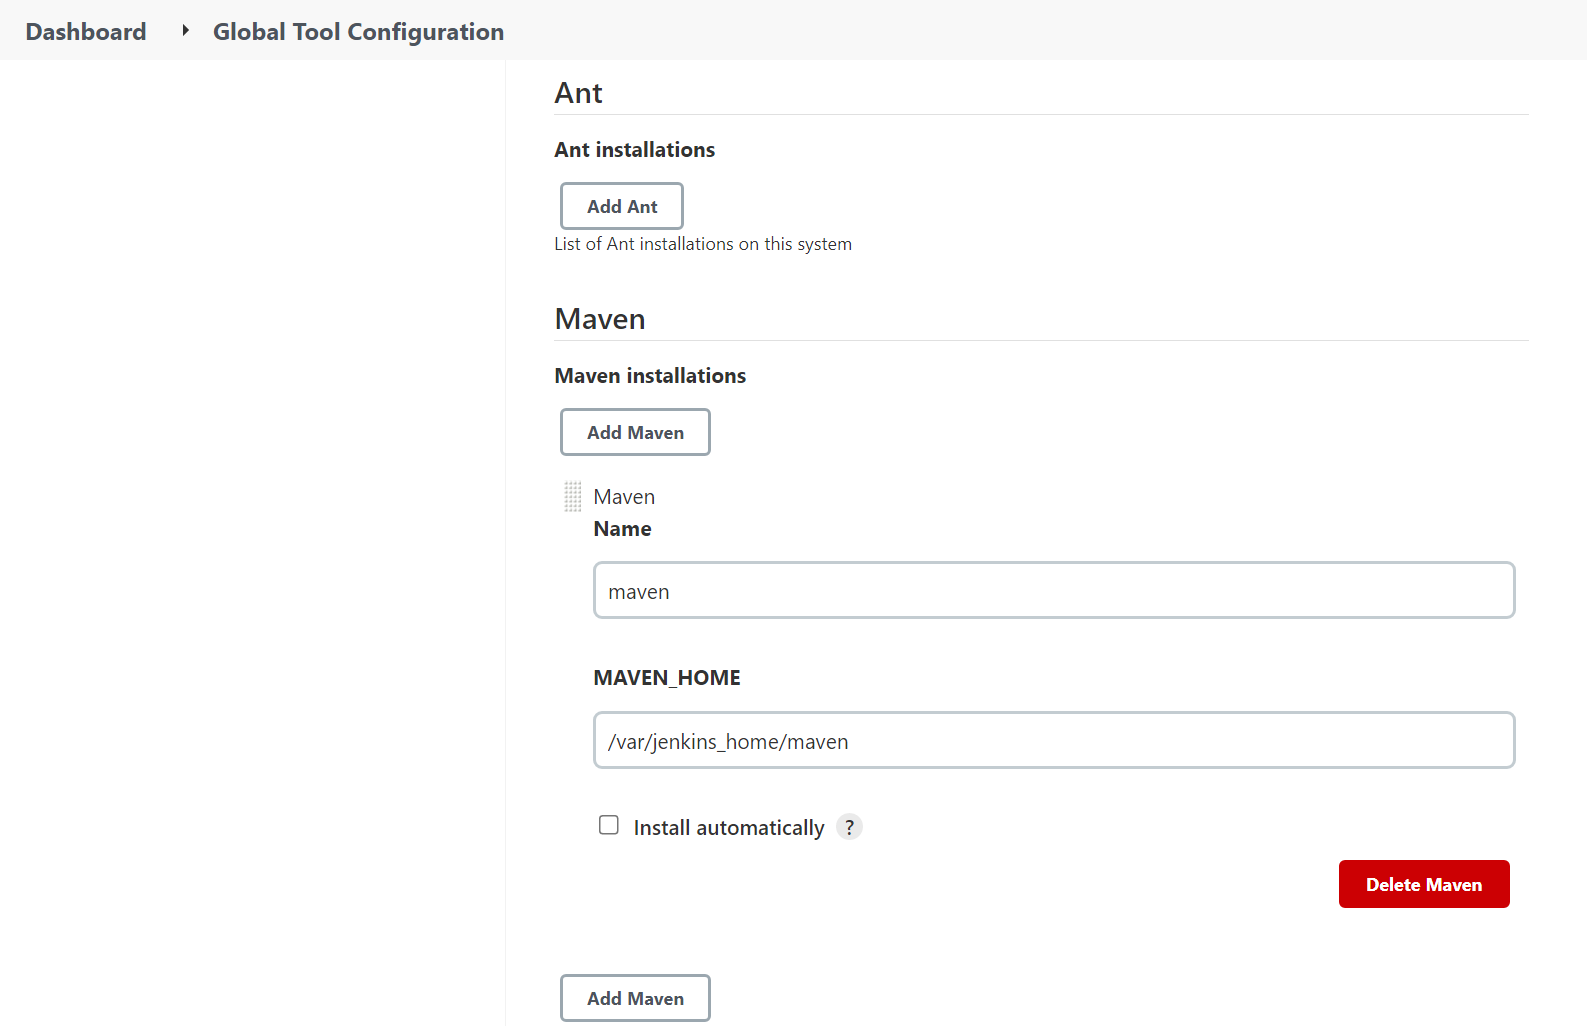 Dashboard
Global Tool Configuration
Ant
Ant installations
Add Ant
List of Ant installations on this system
Maven
Maven installations
Add Maven
Maven
Name
maven
MAVEN_HOME
/var/jenkins_home/maven
Install automatically ?
Delete Maven
Add Maven